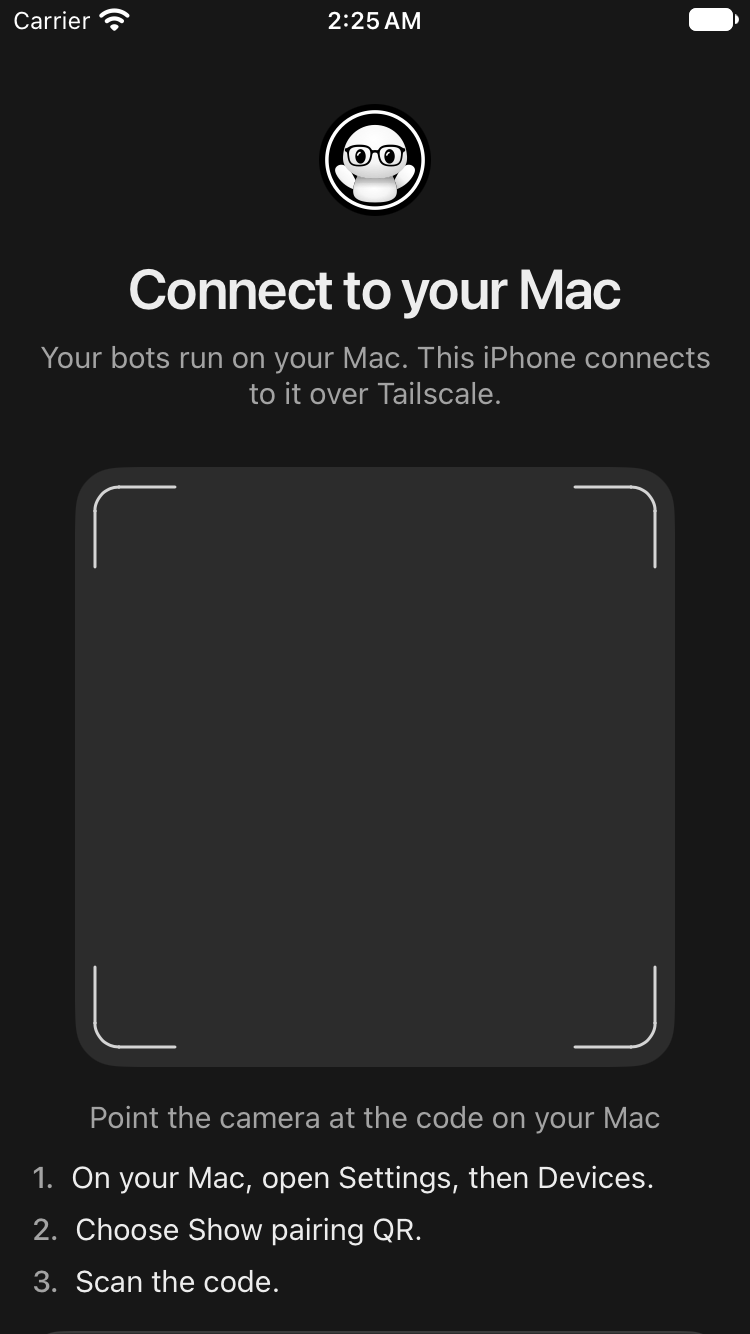 Carrier
2:25 AM
Connect to your Mac
Your bots run on your Mac. This iPhone connects
to it over Tailscale.
Point the camera at the code on your Mac
1. On your Mac, open Settings, then Devices.
2. Choose Show pairing QR.
3. Scan the code.